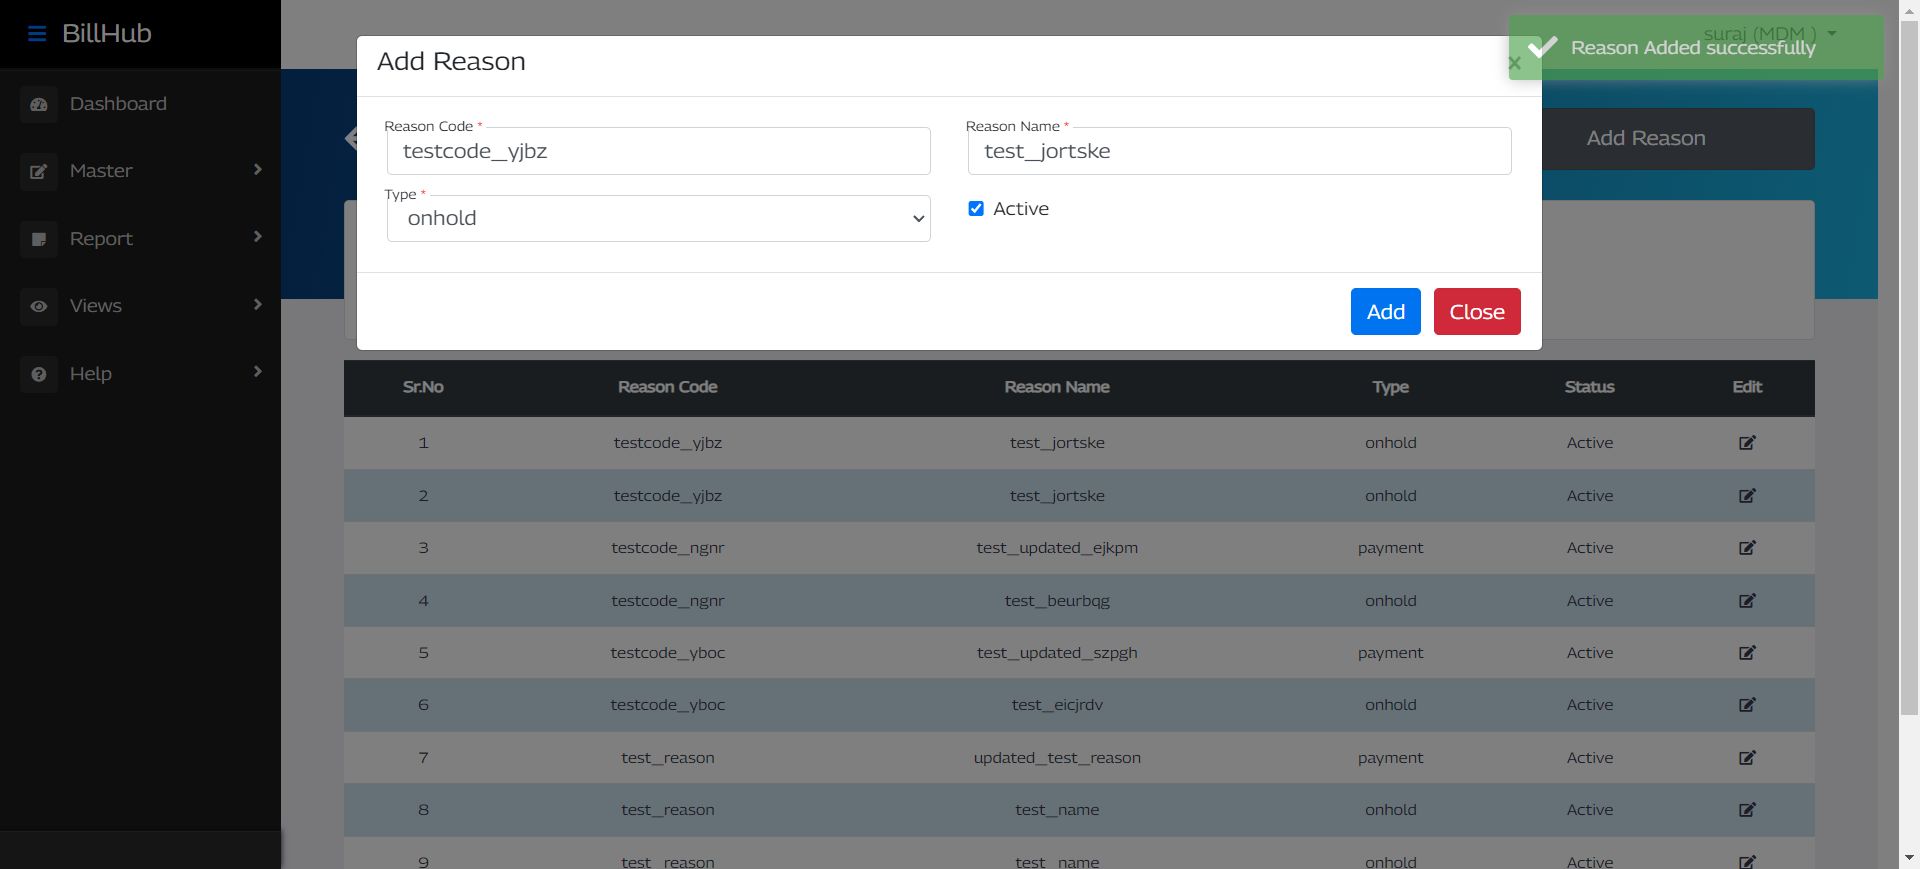 BillHub
suraj (MDM )
Reason Added successfully
Dashboard
Master
Report
Views
Help
Add Reason
Add Reason
×
Reason Code *
testcode_yjbz
Reason Name *
test_jortske
Type *
onhold
Active
Add Close
Sr.No Reason Code Reason Name Type Status Edit
1 testcode_yjbz test_jortske onhold Active
2 testcode_yjbz test_jortske onhold Active
3 testcode_ngnr test_updated_ejkpm payment Active
4 testcode_ngnr test_beurbqg onhold Active
5 testcode_yboc test_updated_szpgh payment Active
6 testcode_yboc test_eicjrdv onhold Active
7 test_reason updated_test_reason payment Active
8 test_reason test_name onhold Active
9 test_reason test_name onhold Active